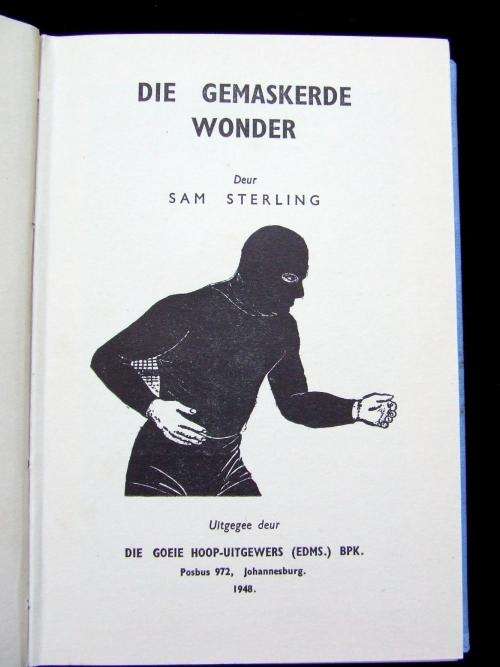 DIE GEMASKERDE
WONDER
Deur
SAM STERLING
Uitgegee deur
DIE GOEIE HOOP-UITGEWERS (EDMS.) BPK.
Posbus 972, Johannesburg.
1948.